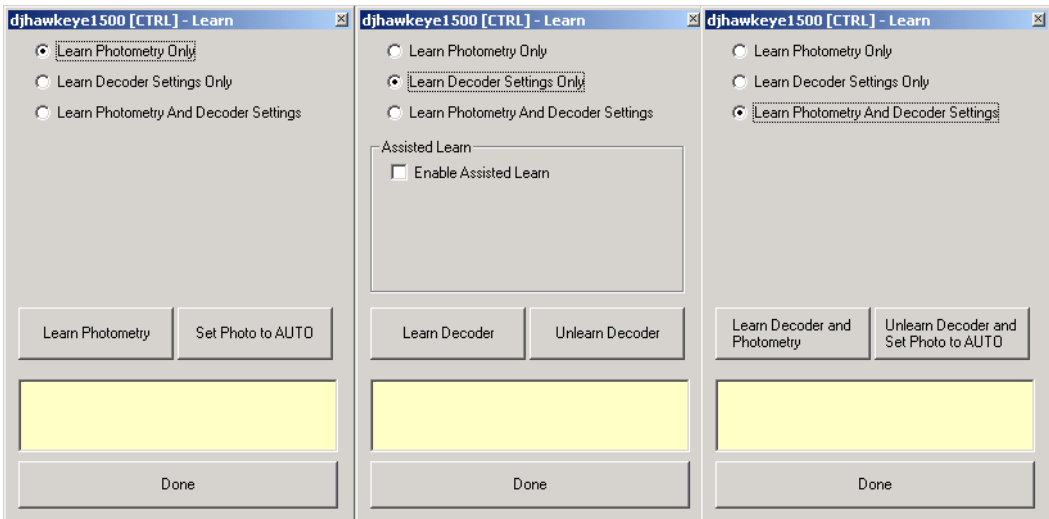 djhawkeye1500 [CTRL] - Learn
Learn Photometry Only
Learn Decoder Settings Only
Learn Photometry And Decoder Settings
Learn Photometry
Set Photo to AUTO
Done
djhawkeye1500 [CTRL] - Learn
Learn Photometry Only
Learn Decoder Settings Only
Learn Photometry And Decoder Settings
Assisted Learn
Enable Assisted Learn
Learn Decoder
Unlearn Decoder
Done
djhawkeye1500 [CTRL] - Learn
Learn Photometry Only
Learn Decoder Settings Only
Learn Photometry And Decoder Settings
Learn Decoder and
Photometry
Unlearn Decoder and
Set Photo to AUTO
Done